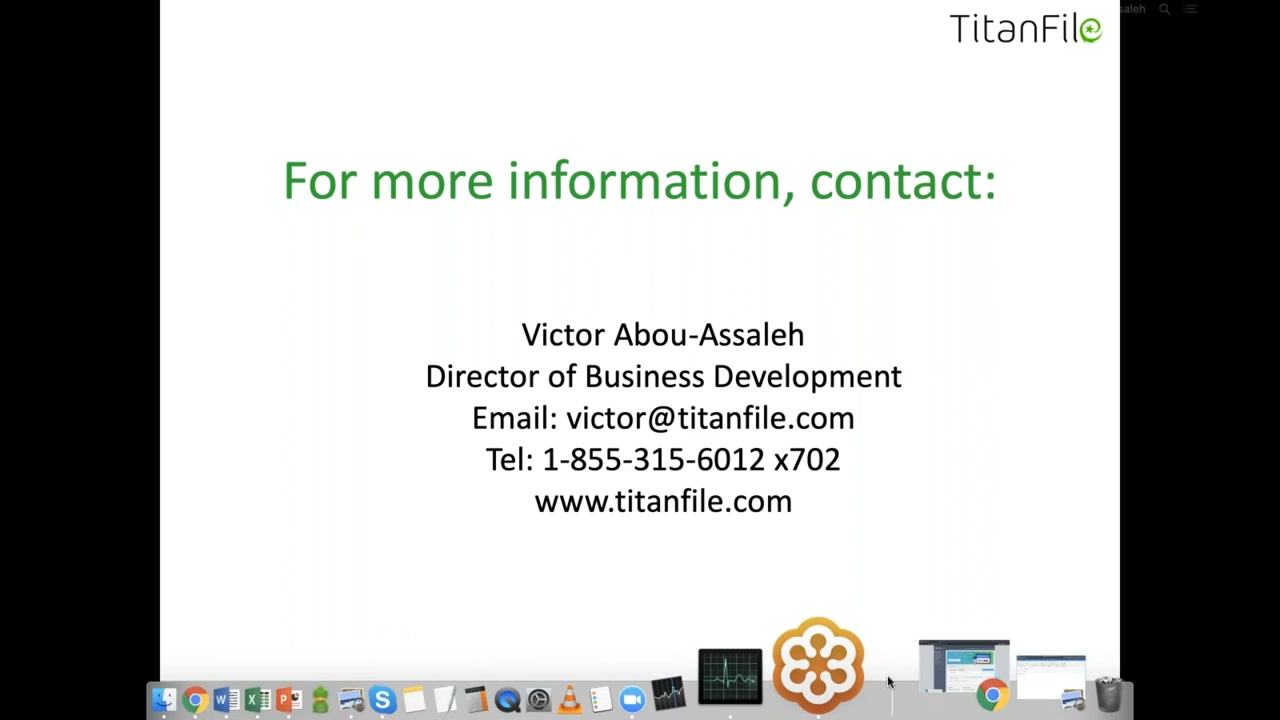 saleh
TitanFile
For more information, contact:
Victor Abou-Assaleh
Director of Business Development
Email: victor@titanfile.com
Tel: 1-855-315-6012 x702
www.titanfile.com